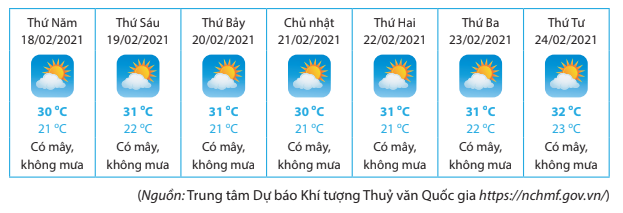 Thứ Năm Thứ Sáu Thứ Bảy Chủ nhật Thứ Hai Thứ Ba Thứ Tư
18/02/2021 19/02/2021 20/02/2021 21/02/2021 22/02/2021 23/02/2021 24/02/2021
30 °C 31 °C 31 °C 30 °C 31 °C 31 °C 32 °C
21 °C 22 °C 21 °C 21 °C 21 °C 22 °C 23 °C
Có mây, Có mây, Có mây, Có mây, Có mây, Có mây, Có mây,
không mưa không mưa không mưa không mưa không mưa không mưa không mưa
(Nguồn: Trung tâm Dự báo Khí tượng Thuỷ văn Quốc gia https://nchmf.gov.vn/)